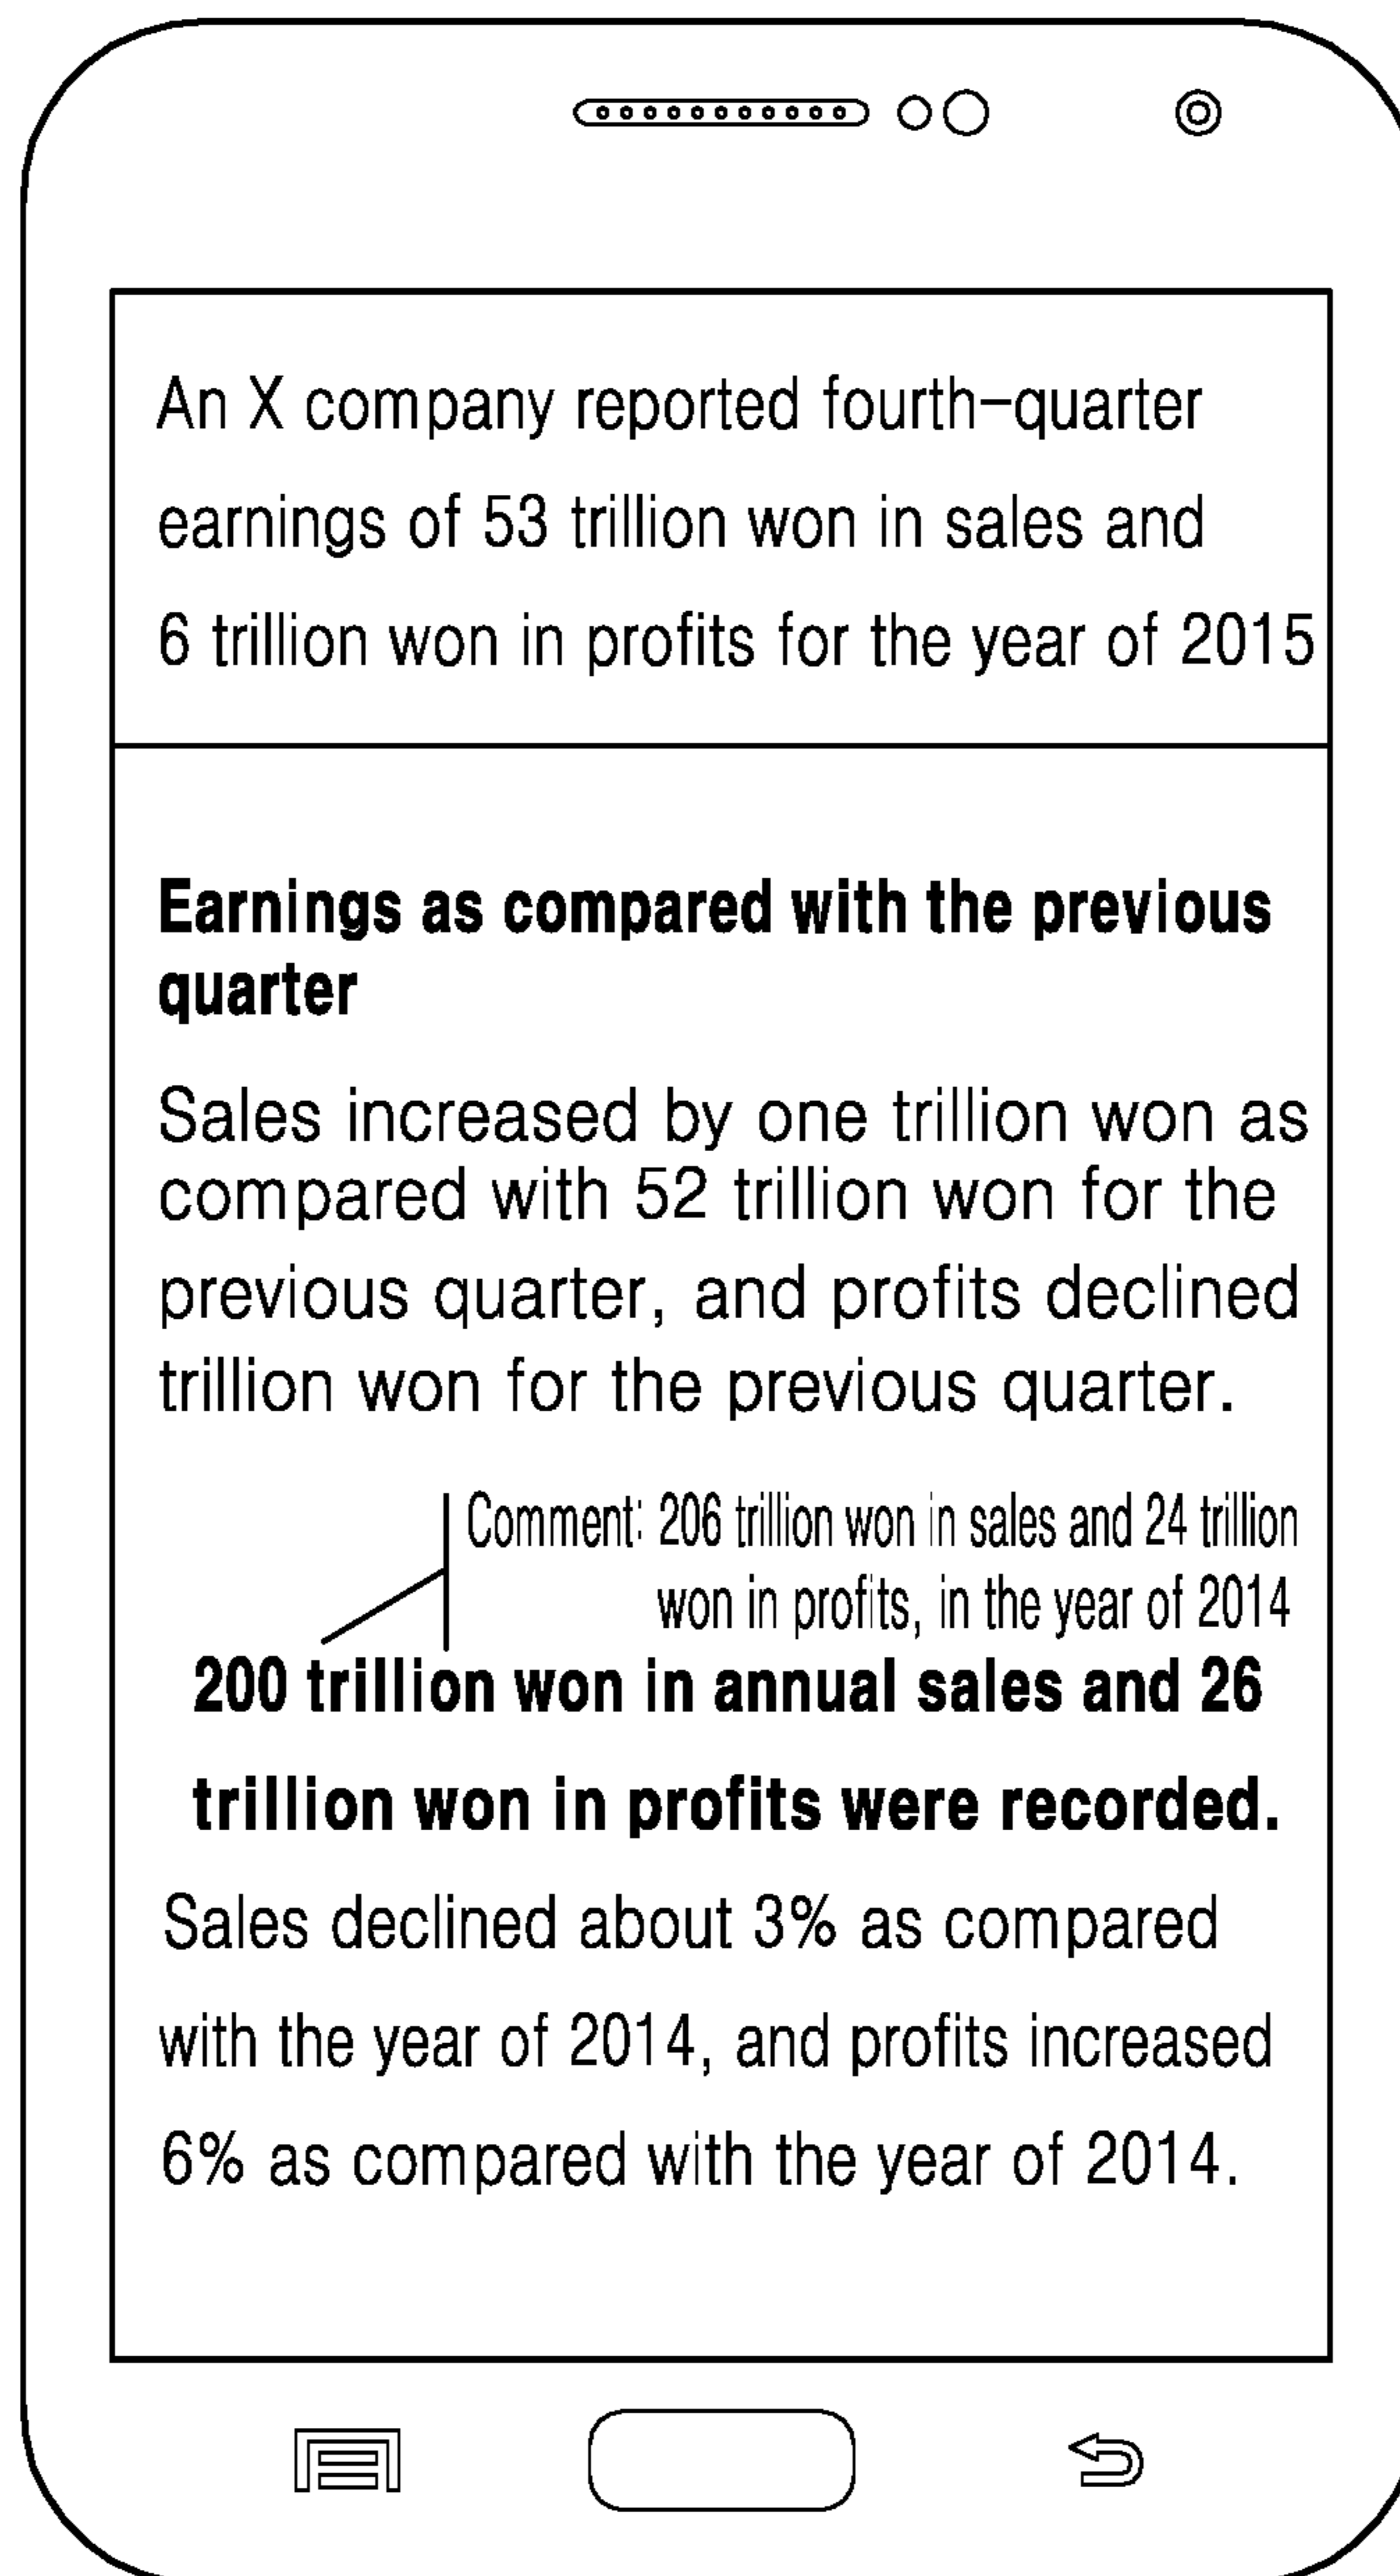 An X company reported fourth-quarter
earnings of 53 trillion won in sales and
6 trillion won in profits for the year of 2015
Earnings as compared with the previous
quarter
Sales increased by one trillion won as
compared with 52 trillion won for the
previous quarter, and profits declined
trillion won for the previous quarter.
Comment: 206 trillion won in sales and 24 trillion
won in profits, in the year of 2014
200 trillion won in annual sales and 26
trillion won in profits were recorded.
Sales declined about 3% as compared
with the year of 2014, and profits increased
6% as compared with the year of 2014.